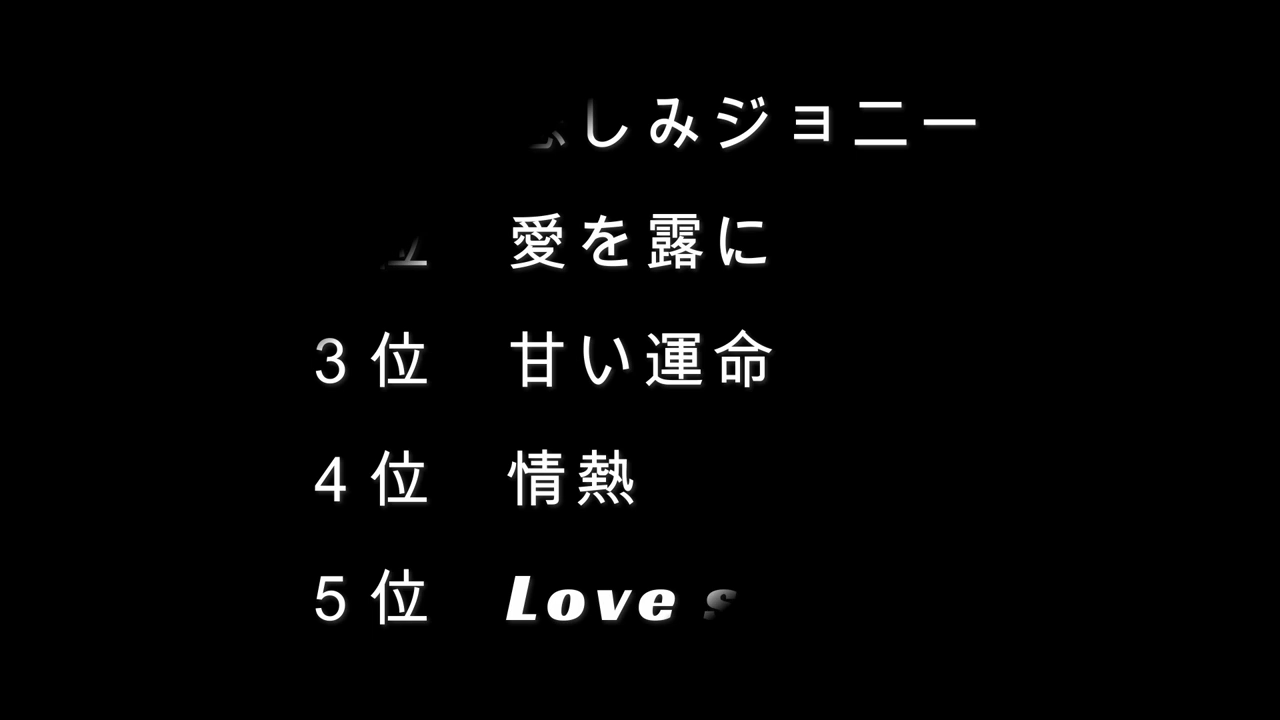 しみジョニー
愛を露に
3位 甘い運命
4位 情熱
5位 Love